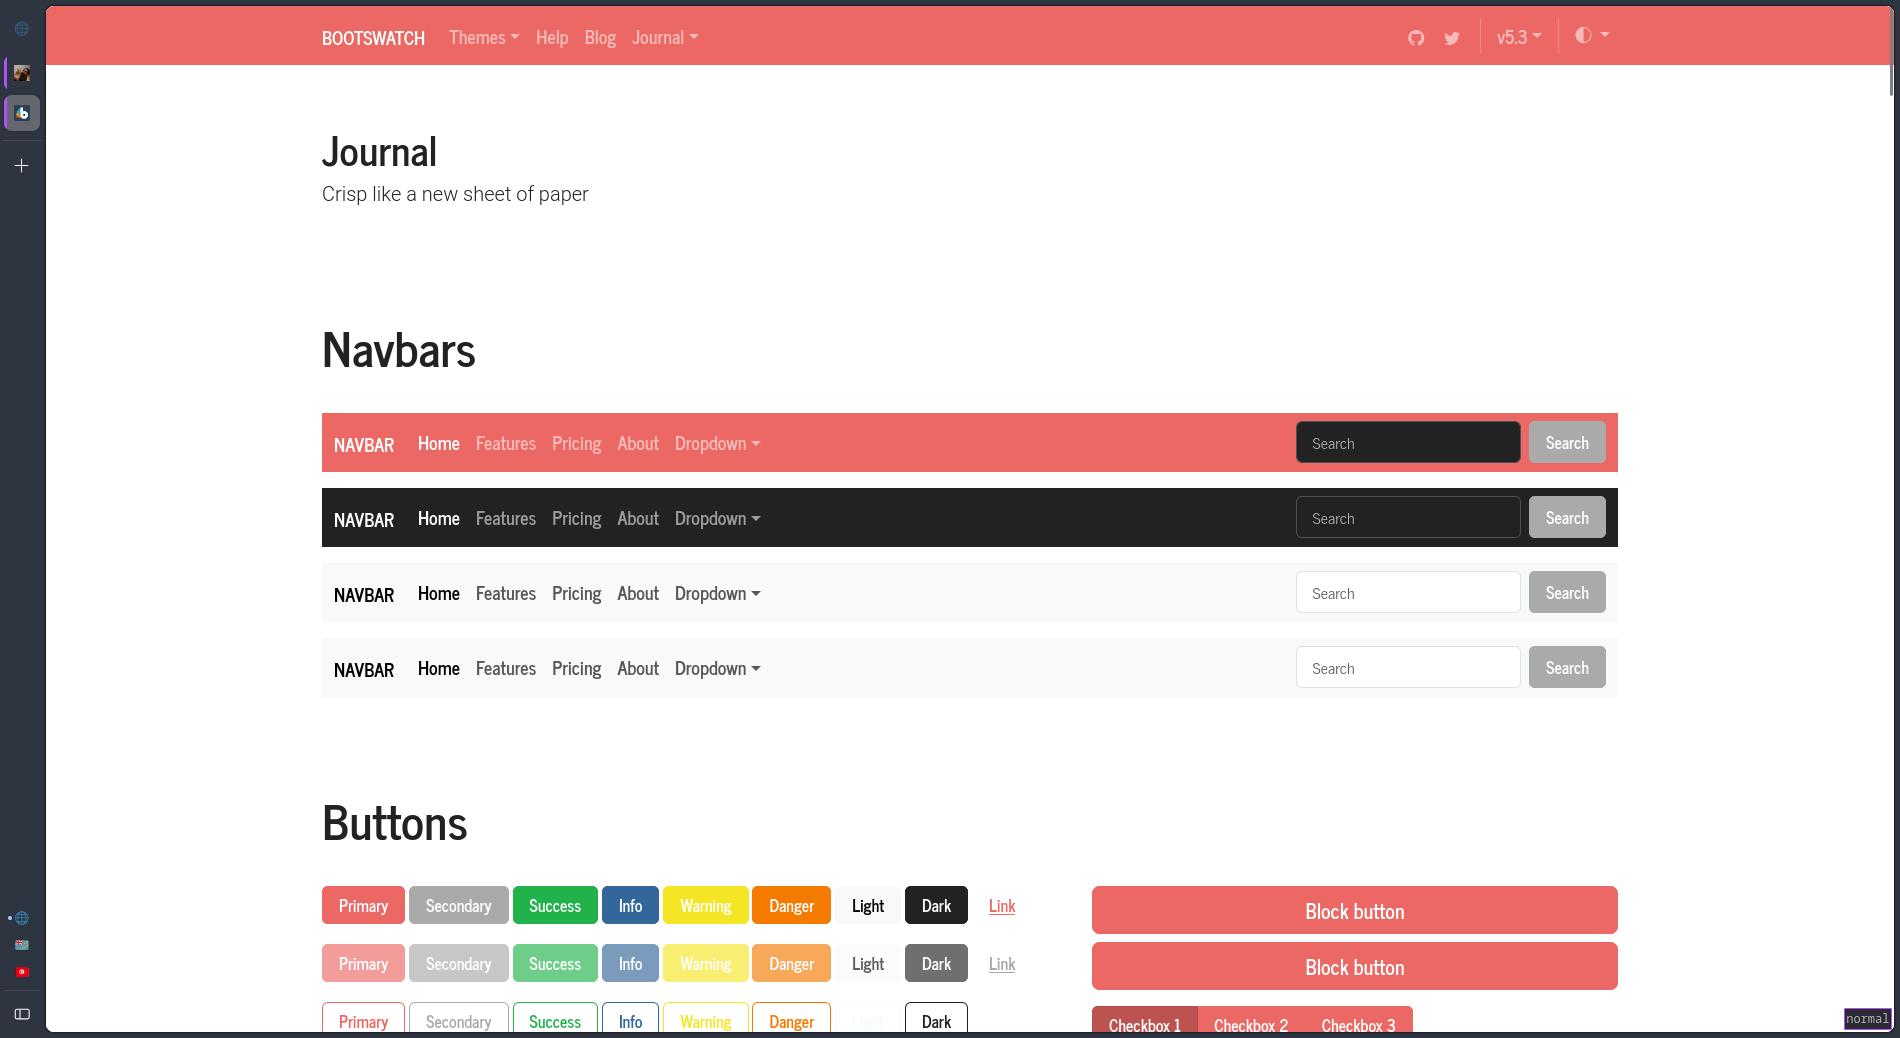 BOOTSWATCH Themes Help Blog Journal v5.3
Journal
Crisp like a new sheet of paper
Navbars
NAVBAR Home Features Pricing About Dropdown Search Search
NAVBAR Home Features Pricing About Dropdown Search Search
NAVBAR Home Features Pricing About Dropdown Search Search
NAVBAR Home Features Pricing About Dropdown Search Search
Buttons
Primary Secondary Success Info Warning Danger Light Dark Link Block button
Primary Secondary Success Info Warning Danger Light Dark Link Block button
Primary Secondary Success Info Warning Danger Light Dark Checkbox 1 Checkbox 2 Checkbox 3
normal